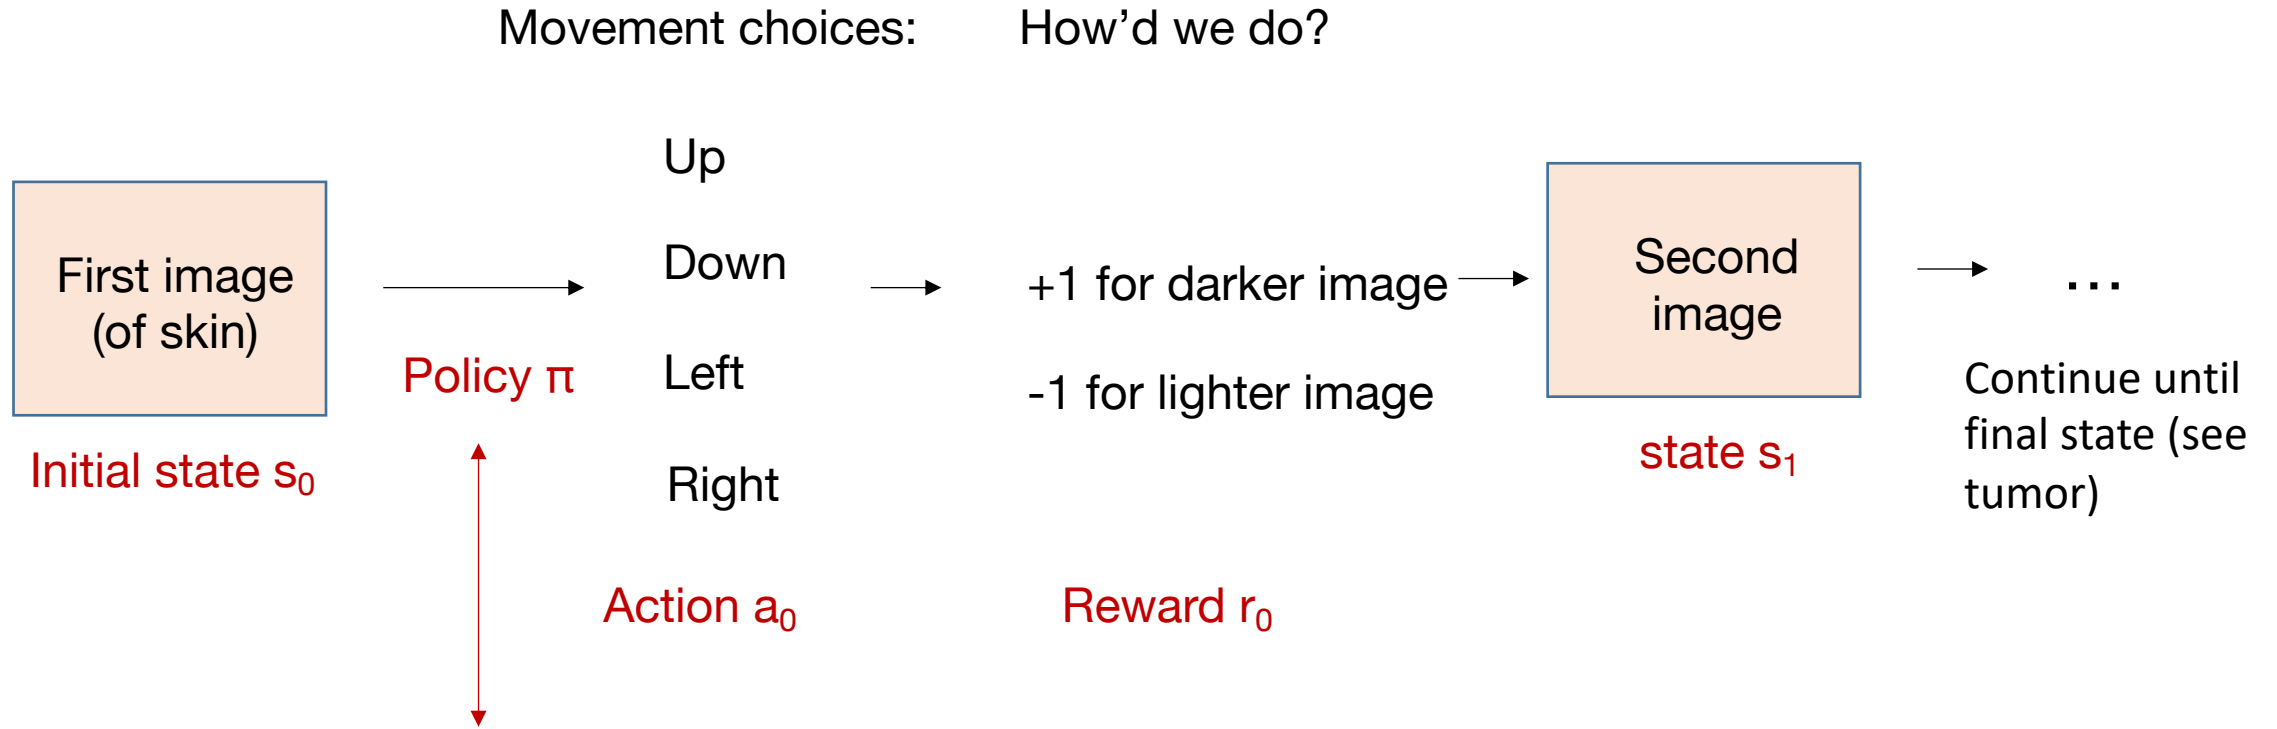 Movement choices:
How’d we do?
First image
(of skin)
Initial state s₀
Policy π
Up
Down
Left
Right
Action a₀
+1 for darker image
-1 for lighter image
Reward r₀
Second
image
state s₁
...
Continue until
final state (see
tumor)